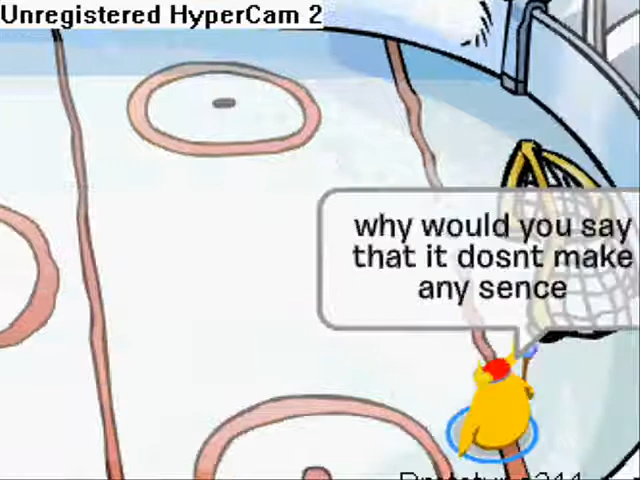 Unregistered HyperCam 2
why would you say
that it dosnt make
any sence